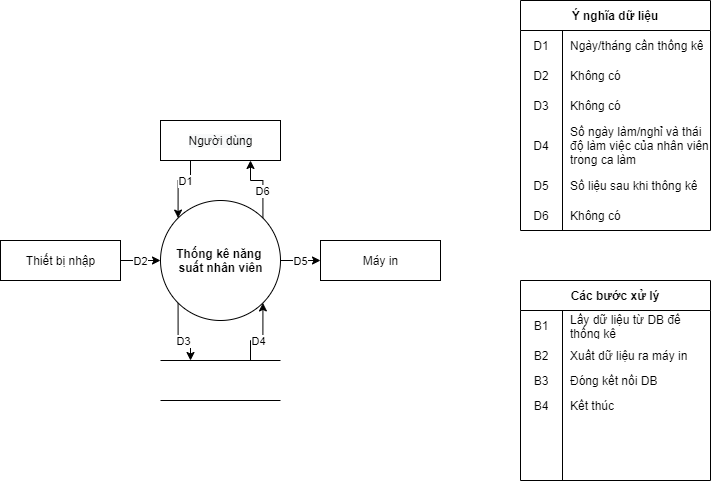 Người dùng
D1
D6
Thiết bị nhập
D2
Thống kê năng
suất nhân viên
D5
Máy in
D3
D4
Ý nghĩa dữ liệu
D1 Ngày/tháng cần thống kê
D2 Không có
D3 Không có
D4 Số ngày làm/nghỉ và thái
độ làm việc của nhân viên
trong ca làm
D5 Số liệu sau khi thống kê
D6 Không có
Các bước xử lý
B1 Lấy dữ liệu từ DB để
thống kê
B2 Xuất dữ liệu ra máy in
B3 Đóng kết nối DB
B4 Kết thúc